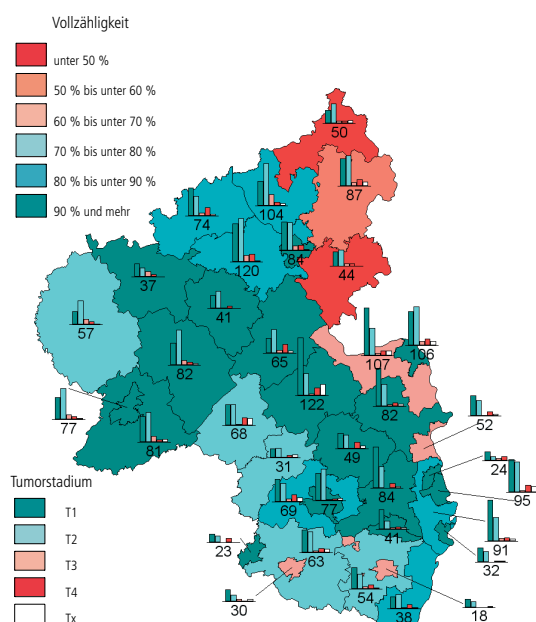 Vollzähligkeit
unter 50 %
50 % bis unter 60 %
60 % bis unter 70 %
70 % bis unter 80 %
80 % bis unter 90 %
90 % und mehr
50
87
104
74
84
120
44
37
41
57
65
106
107
82
122
82
77
52
68
81
49
31
24
84
95
69
77
41
91
23
63
32
54
30
38
18
Tumorstadium
T1
T2
T3
T4
Tx